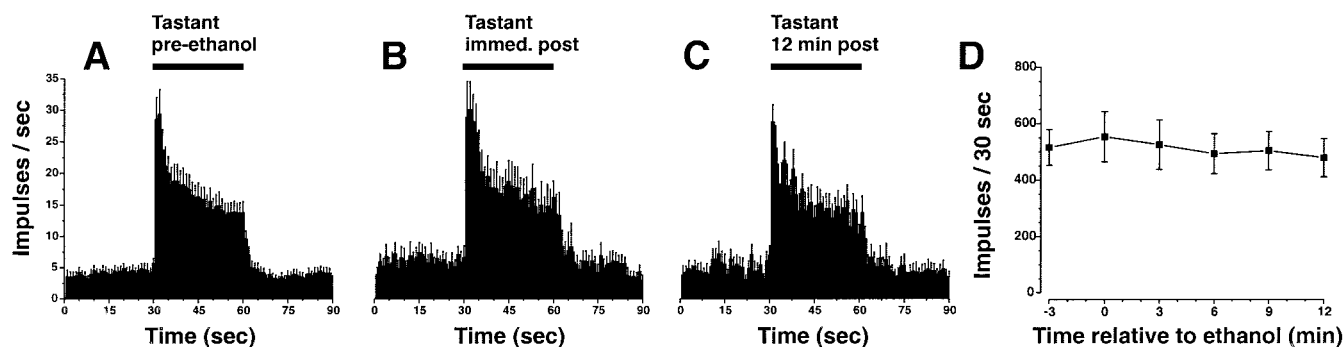 Tastant
pre-ethanol
A
Tastant
immed. post
B
Tastant
12 min post
C
D
Impulses / sec
35
30
25
20
15
10
5
0
0 15 30 45 60 75 90
Time (sec)
0 15 30 45 60 75 90
Time (sec)
0 15 30 45 60 75 90
Time (sec)
Impulses / 30 sec
800
600
400
200
0
-3 0 3 6 9 12
Time relative to ethanol (min)